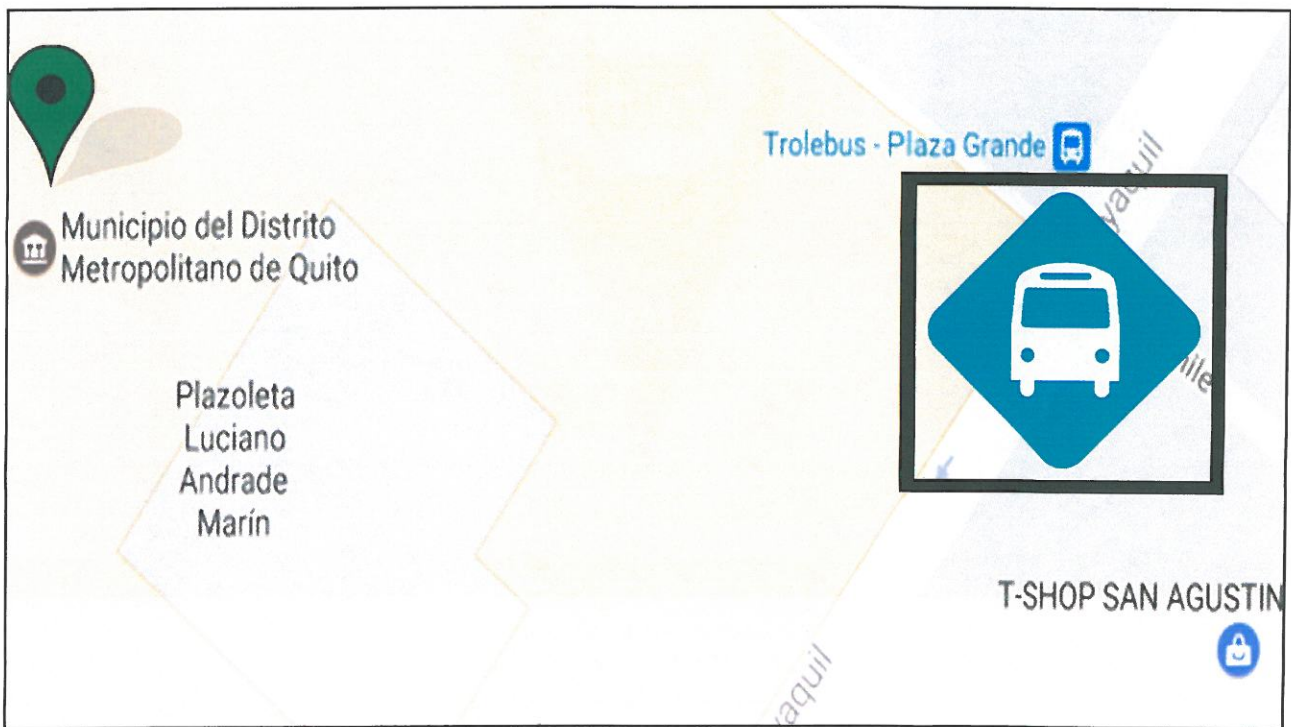 Trolebus - Plaza Grande
Municipio del Distrito
Metropolitano de Quito
Plazoleta
Luciano
Andrade
Marín
T-SHOP SAN AGUSTIN